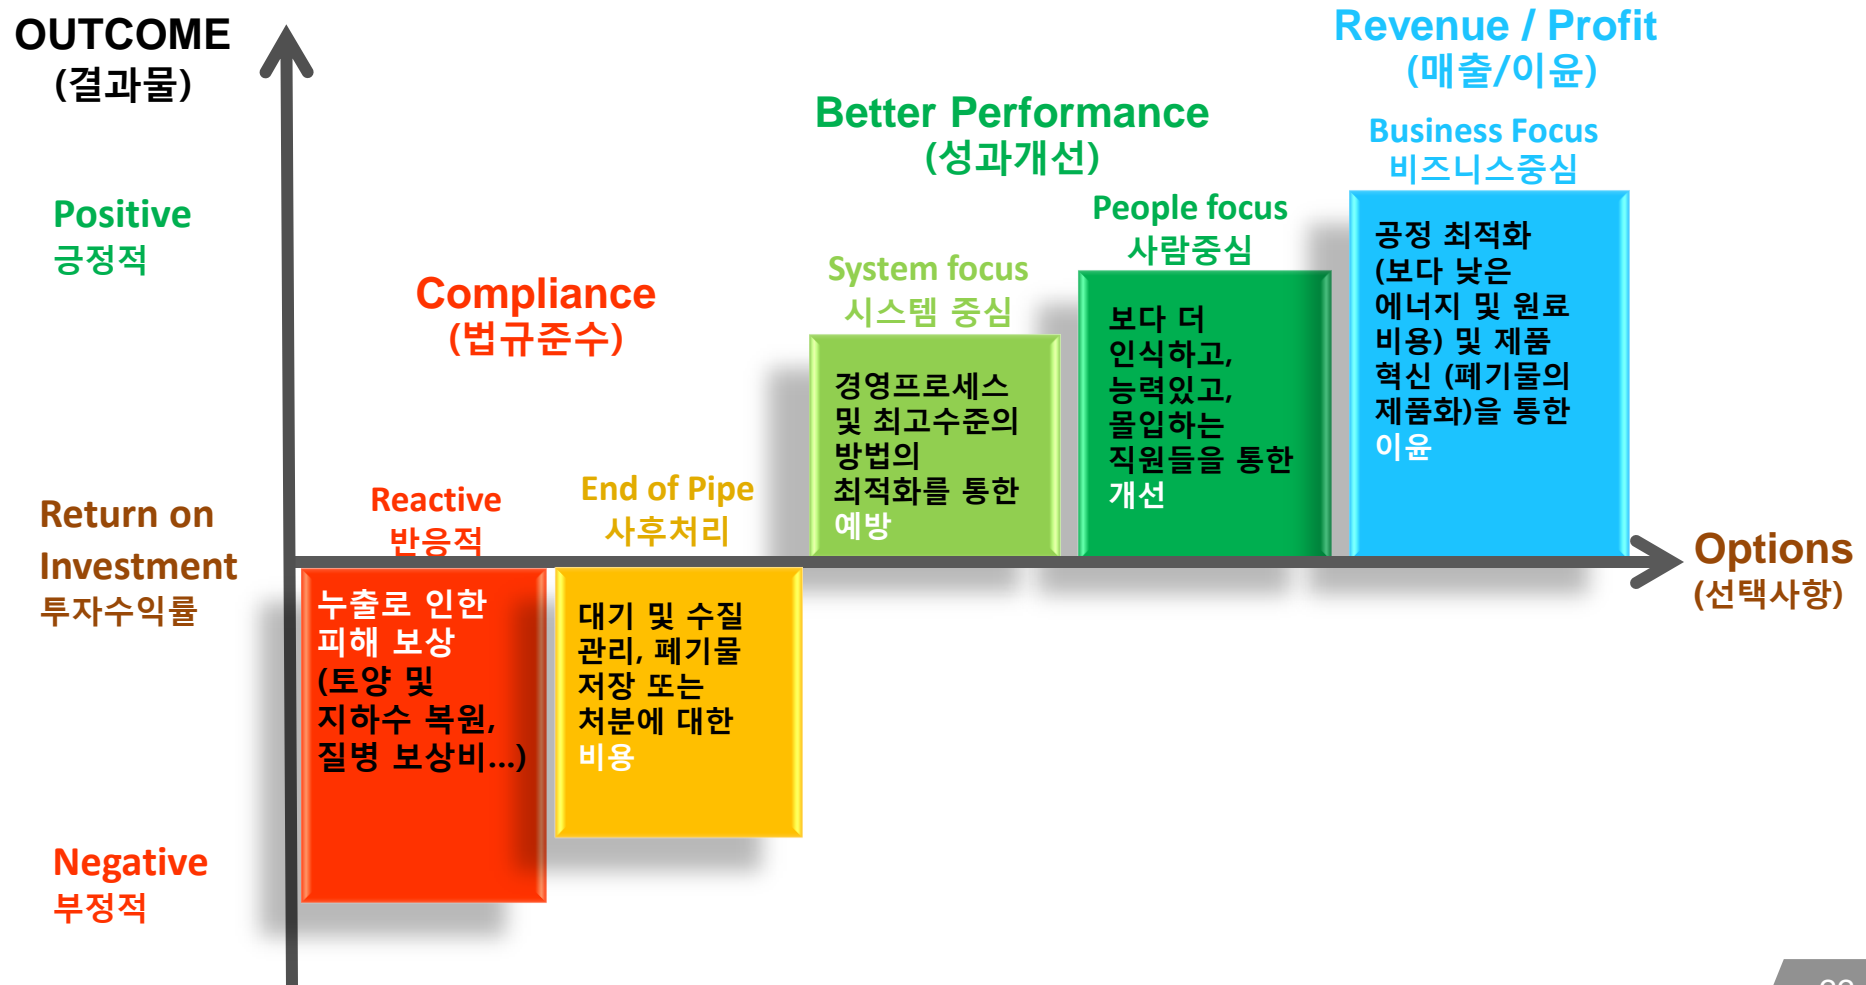 OUTCOME
(결과물)
Revenue / Profit
(매출/이윤)
Better Performance
(성과개선)
Business Focus
비즈니스중심
Positive
긍정적
People focus
사람중심
System focus
시스템 중심
Compliance
(법규준수)
공정 최적화
(보다 낮은
에너지 및 원료
비용) 및 제품
혁신 (폐기물의
제품화)을 통한
이윤
보다 더
인식하고,
능력있고,
몰입하는
직원들을 통한
개선
경영프로세스
및 최고수준의
방법의
최적화를 통한
예방
Reactive
반응적
End of Pipe
사후처리
Return on
Investment
투자수익률
Options
(선택사항)
누출로 인한
피해 보상
(토양 및
지하수 복원,
질병 보상비...)
대기 및 수질
관리, 폐기물
저장 또는
처분에 대한
비용
Negative
부정적